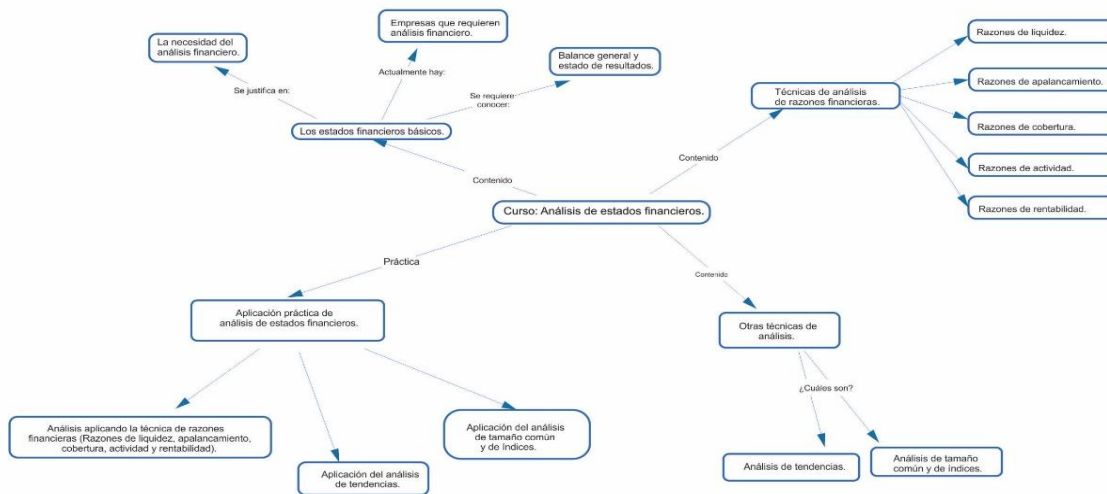 Empresas que requieren
análisis financiero.
La necesidad del
análisis financiero.
Balance general y
estado de resultados.
Actualmente hay:
Se justifica en:
Se requiere
conocer:
Los estados financieros básicos.
Contenido
Técnicas de análisis
de razones financieras.
Razones de liquidez.
Razones de apalancamiento.
Razones de cobertura.
Razones de actividad.
Razones de rentabilidad.
Contenido
Curso: Análisis de estados financieros.
Práctica
Contenido
Aplicación práctica de
análisis de estados financieros.
Otras técnicas de
análisis.
¿Cuáles son?
Análisis aplicando la técnica de razones
financieras (Razones de liquidez, apalancamiento,
cobertura, actividad y rentabilidad).
Aplicación del análisis
de tendencias.
Aplicación del análisis
de tamaño común
y de índices.
Análisis de tendencias.
Análisis de tamaño
común y de índices.